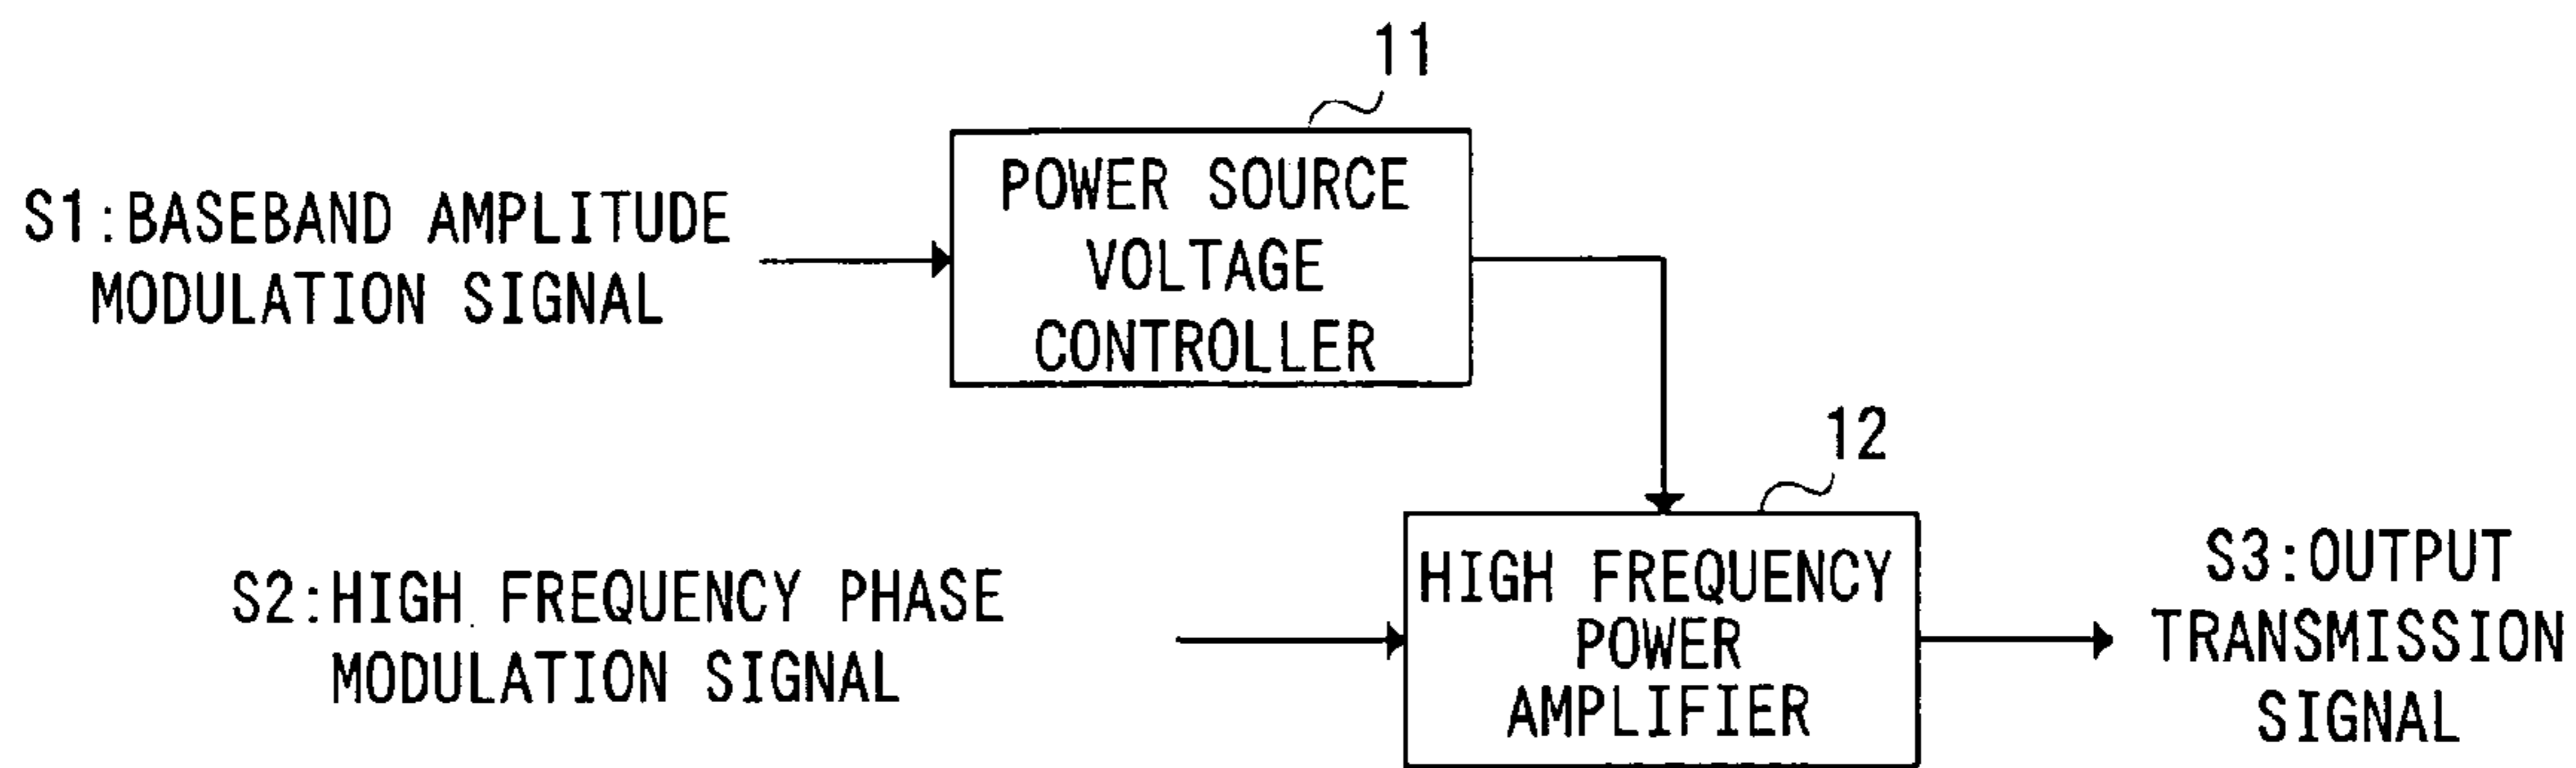 11
S1:BASEBAND AMPLITUDE
MODULATION SIGNAL
POWER SOURCE
VOLTAGE
CONTROLLER
12
S2:HIGH FREQUENCY PHASE
MODULATION SIGNAL
HIGH FREQUENCY
POWER
AMPLIFIER
S3:OUTPUT
TRANSMISSION
SIGNAL